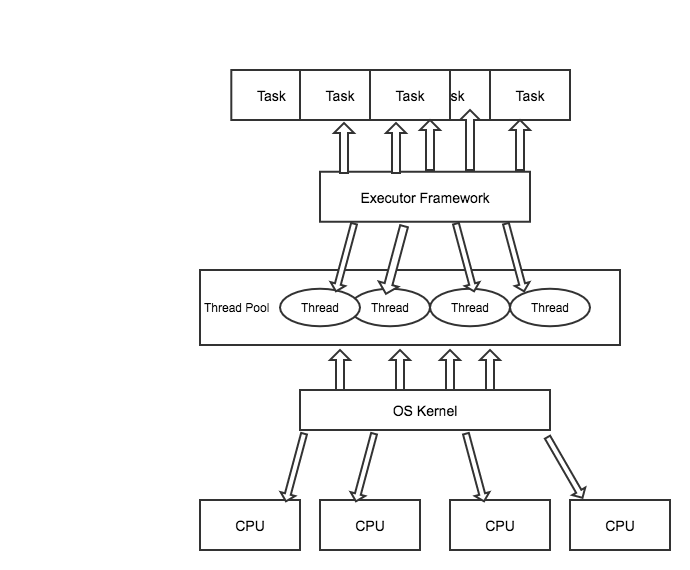 Task Task Task sk Task
Executor Framework
Thread Pool Thread Thread Thread Thread
OS Kernel
CPU CPU CPU CPU